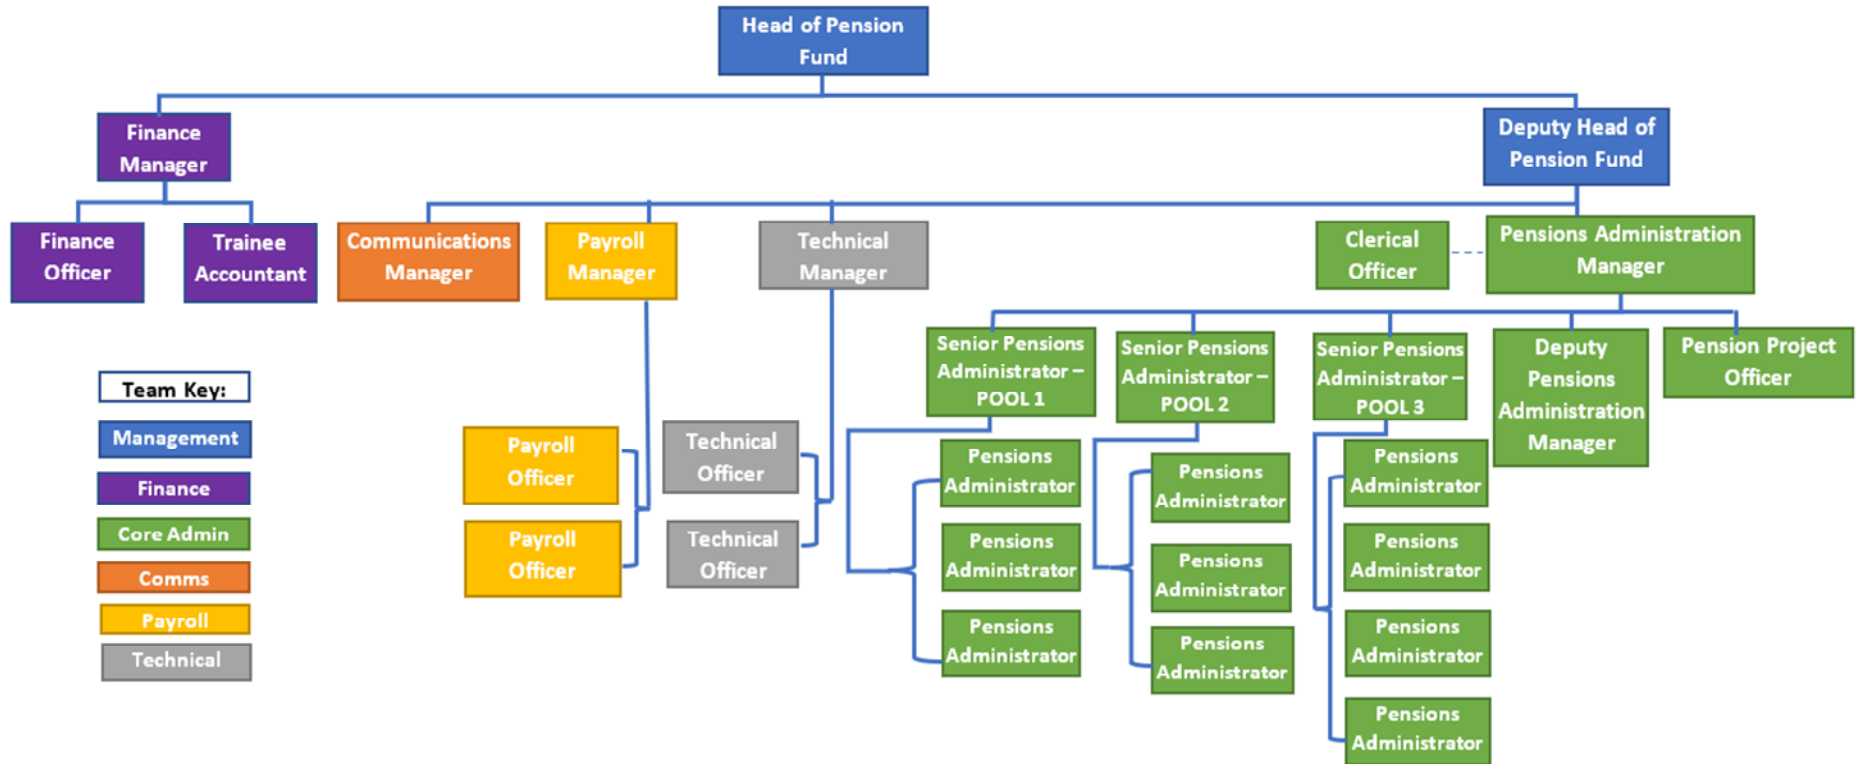 Head of Pension
Fund
Finance
Manager
Deputy Head of
Pension Fund
Finance
Officer
Trainee
Accountant
Communications
Manager
Payroll
Manager
Technical
Manager
Clerical
Officer
Pensions Administration
Manager
Senior Pensions
Administrator –
POOL 1
Senior Pensions
Administrator –
POOL 2
Senior Pensions
Administrator –
POOL 3
Deputy
Pensions
Administration
Manager
Pension Project
Officer
Team Key:
Management
Finance
Core Admin
Comms
Payroll
Technical
Payroll
Officer
Payroll
Officer
Technical
Officer
Technical
Officer
Pensions
Administrator
Pensions
Administrator
Pensions
Administrator
Pensions
Administrator
Pensions
Administrator
Pensions
Administrator
Pensions
Administrator
Pensions
Administrator
Pensions
Administrator
Pensions
Administrator